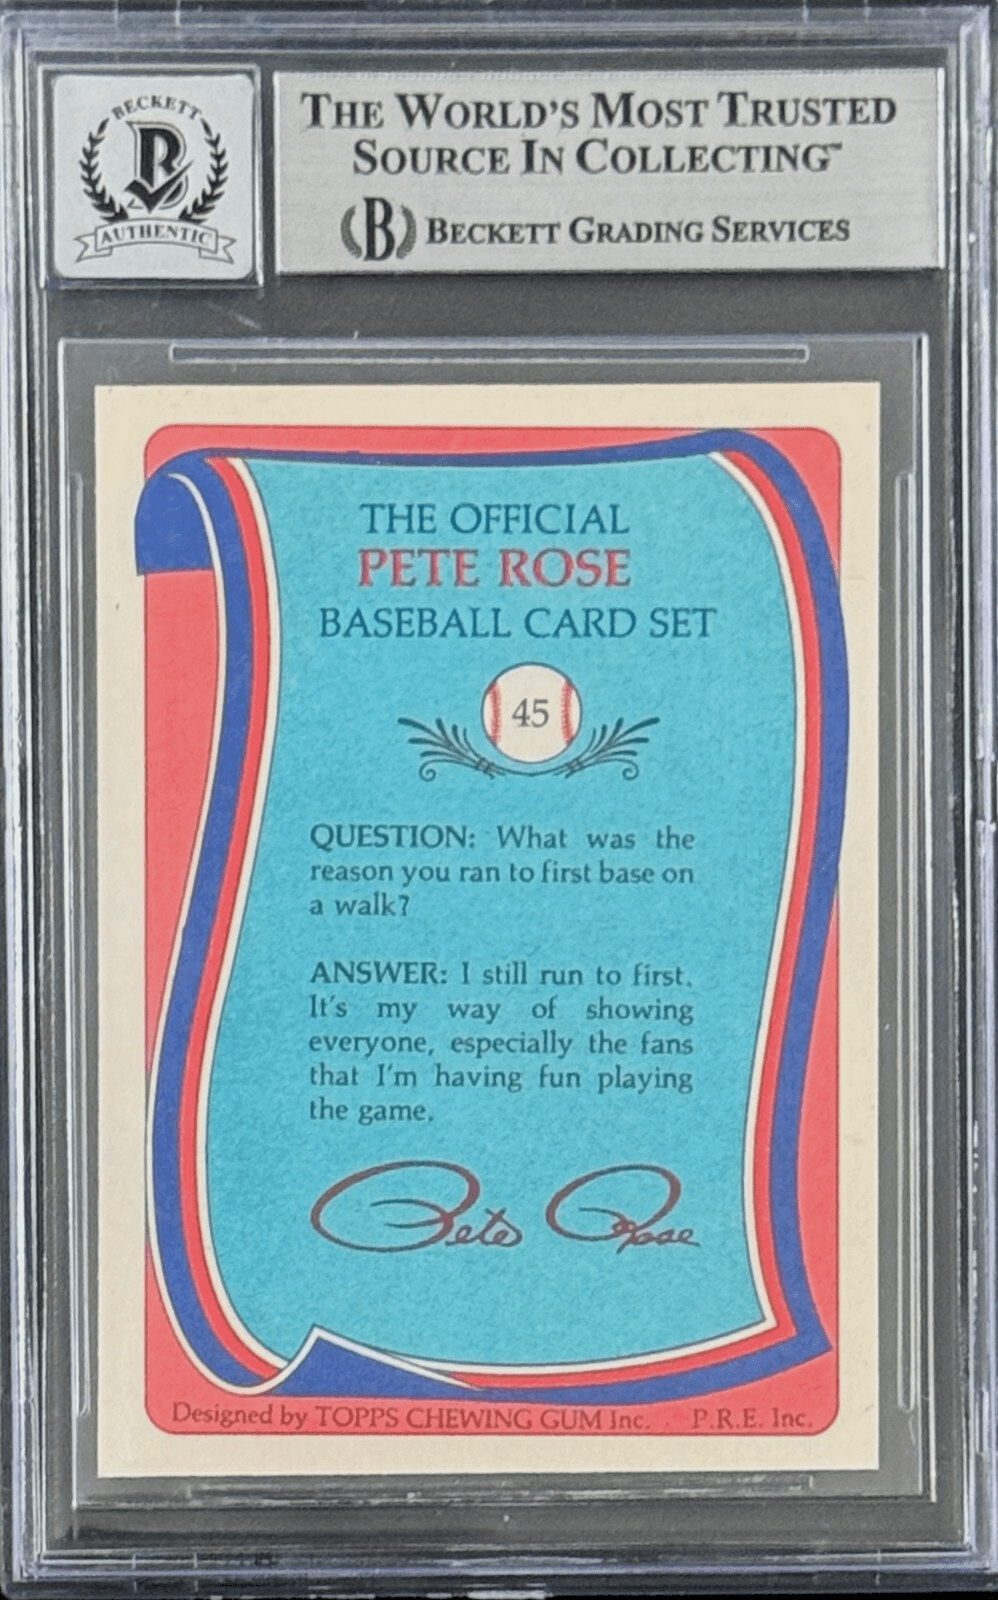 BECKETT
B
AUTHENTIC
THE WORLD'S MOST TRUSTED
SOURCE IN COLLECTING™
B BECKETT GRADING SERVICES
THE OFFICIAL
PETE ROSE
BASEBALL CARD SET
45
QUESTION: What was the
reason you ran to first base on
a walk?
ANSWER: I still run to first.
It's my way of showing
everyone, especially the fans
that I'm having fun playing
the game.
Pete Rose
Designed by TOPPS CHEWING GUM Inc. P.R.E. Inc.